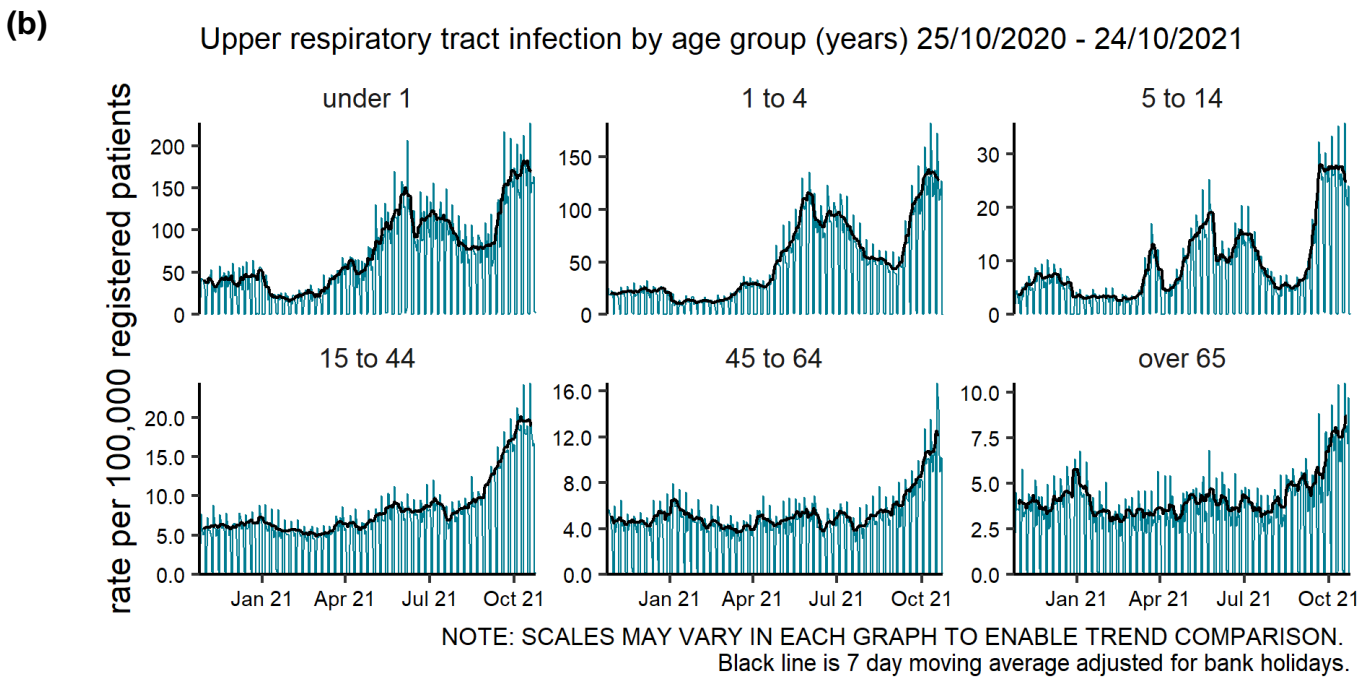 (b)
Upper respiratory tract infection by age group (years) 25/10/2020 - 24/10/2021
rate per 100,000 registered patients
under 1
200
150
100
50
0
1 to 4
150
100
50
0
5 to 14
30
20
10
0
15 to 44
20.0
15.0
10.0
5.0
0.0
Jan 21 Apr 21 Jul 21 Oct 21
45 to 64
16.0
12.0
8.0
4.0
0.0
Jan 21 Apr 21 Jul 21 Oct 21
over 65
10.0
7.5
5.0
2.5
0.0
Jan 21 Apr 21 Jul 21 Oct 21
NOTE: SCALES MAY VARY IN EACH GRAPH TO ENABLE TREND COMPARISON.
Black line is 7 day moving average adjusted for bank holidays.